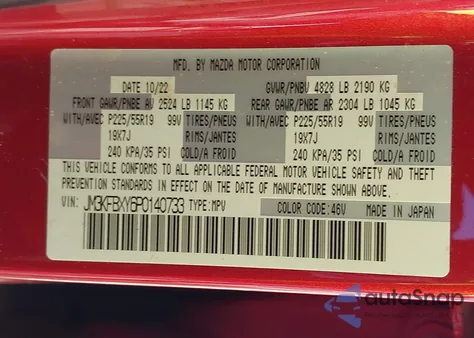 MFD. BY MAZDA MOTOR CORPORATION
DATE 10/22 GVWR/PNBV 4828 LB 2190 KG
FRONT GAWR/PNBE AV 2524 LB 1145 KG REAR GAWR/PNBE AR 2304 LB 1045 KG
WITH/AVEC P225/55R19 99V TIRES/PNEUS WITH/AVEC P225/55R19 99V TIRES/PNEUS
19X7J RIMS/JANTES 19X7J RIMS/JANTES
240 KPA/35 PSI COLD/A FROID 240 KPA/35 PSI COLD/A FROID
THIS VEHICLE CONFORMS TO ALL APPLICABLE FEDERAL MOTOR VEHICLE SAFETY AND THEFT
PREVENTION STANDARDS IN EFFECT ON THE DATE OF MANUFACTURE SHOWN ABOVE.
VIN: JM3KFBXY6P0140733 TYPE:MPV COLOR CODE:46V MADE IN JAPAN
autoSnap